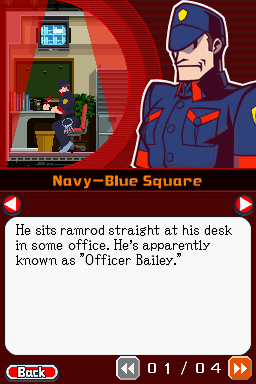 Navy-Blue Square
He sits ramrod straight at his desk
in some office. He's apparently
known as "Officer Bailey."
Back
01/04